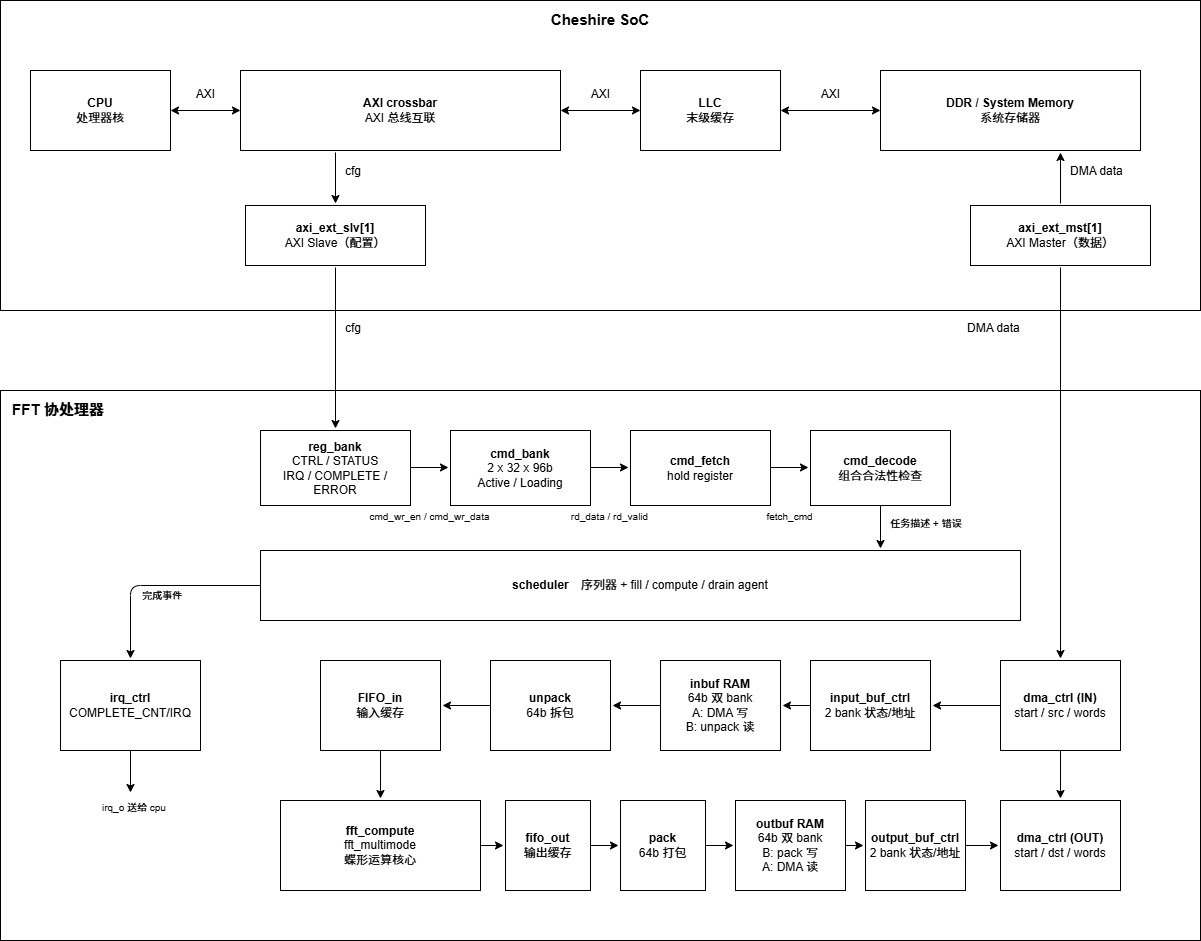 Cheshire SoC
CPU
处理器核
AXI
AXI crossbar
AXI 总线互联
AXI
LLC
末级缓存
AXI
DDR / System Memory
系统存储器
cfg
DMA data
axi_ext_slv[1]
AXI Slave（配置）
axi_ext_mst[1]
AXI Master（数据）
cfg
DMA data
FFT 协处理器
reg_bank
CTRL / STATUS
IRQ / COMPLETE /
ERROR
cmd_bank
2 x 32 x 96b
Active / Loading
cmd_fetch
hold register
cmd_decode
组合合法性检查
cmd_wr_en / cmd_wr_data
rd_data / rd_valid
fetch_cmd
任务描述 + 错误
scheduler 序列器 + fill / compute / drain agent
完成事件
irq_ctrl
COMPLETE_CNT/IRQ
FIFO_in
输入缓存
unpack
64b 拆包
inbuf RAM
64b 双 bank
A: DMA 写
B: unpack 读
input_buf_ctrl
2 bank 状态/地址
dma_ctrl (IN)
start / src / words
irq_o 送给 cpu
fft_compute
fft_multimode
蝶形运算核心
fifo_out
输出缓存
pack
64b 打包
outbuf RAM
64b 双 bank
B: pack 写
A: DMA 读
output_buf_ctrl
2 bank 状态/地址
dma_ctrl (OUT)
start / dst / words